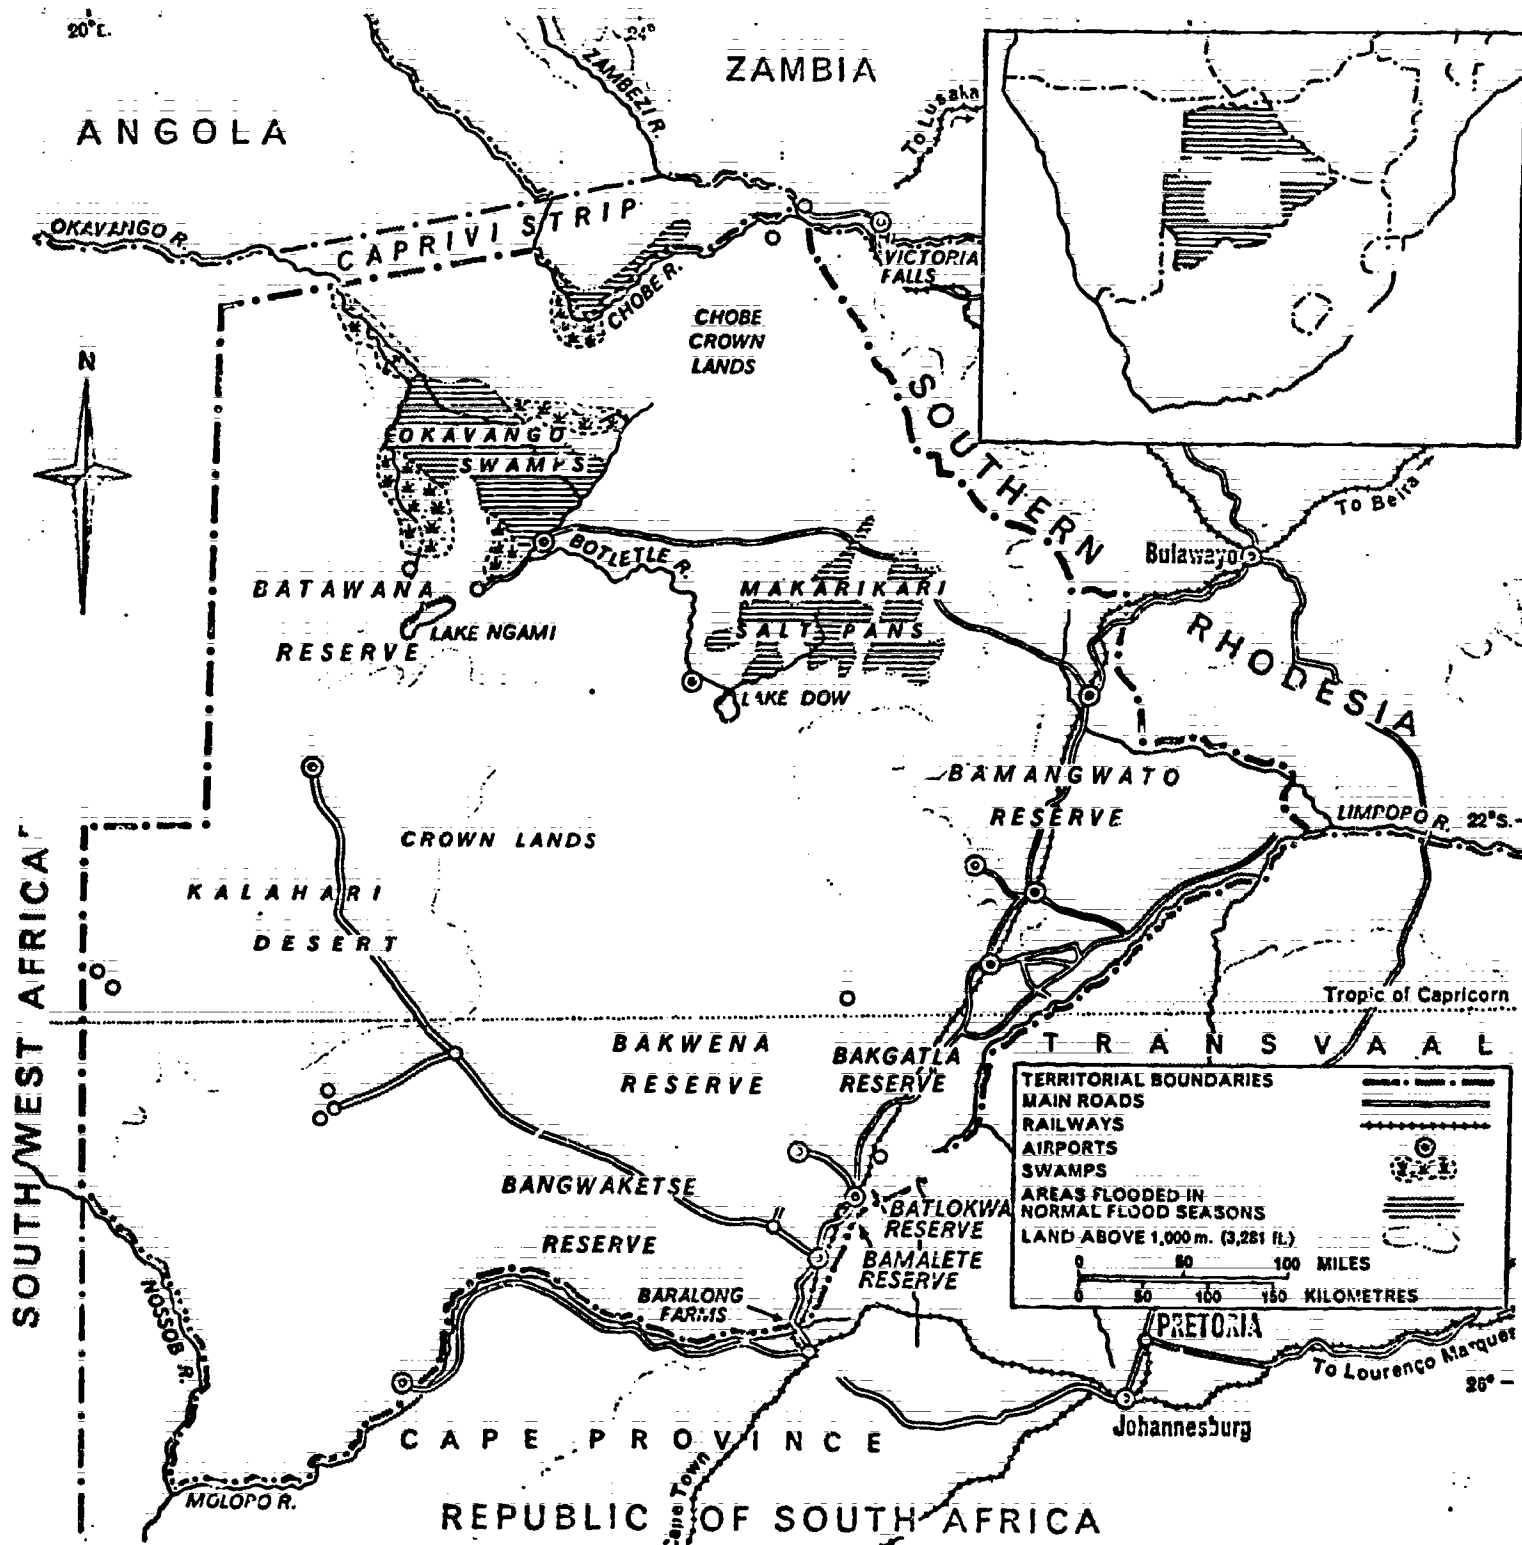 20°E.
24°
ZAMBIA
ZAMBEZI R.
To Lusaka
ANGOLA
CAPRIVI STRIP
OKAVANGO R.
VICTORIA
FALLS
CHOBE R.
CHOBE
CROWN
LANDS
N
SOUTHERN
RHODESIA
OKAVANGO
SWAMPS
To Beira
Bulawayo
BOTLETLE R.
BATAWANA
RESERVE
MAKARIKARI
SALT PANS
LAKE NGAMI
LAKE DOW
BAMANGWATO
RESERVE
LIMPOPO R.
22°S.
CROWN LANDS
KALAHARI
DESERT
SOUTH WEST AFRICA
Tropic of Capricorn
BAKWENA
RESERVE
BAKGATLA
RESERVE
TRANSVAAL
TERRITORIAL BOUNDARIES
MAIN ROADS
RAILWAYS
AIRPORTS
SWAMPS
AREAS FLOODED IN
NORMAL FLOOD SEASONS
LAND ABOVE 1,000 m. (3,281 ft.)
0 50 100 MILES
0 50 100 150 KILOMETRES
BANGWAKETSE
RESERVE
BATLOKWA
RESERVE
BAMALETE
RESERVE
BARALONG
FARMS
NOSSOB R.
PRETORIA
To Lourenço Marques
26°
Johannesburg
CAPE PROVINCE
Town
MOLOPO R.
REPUBLIC OF SOUTH AFRICA